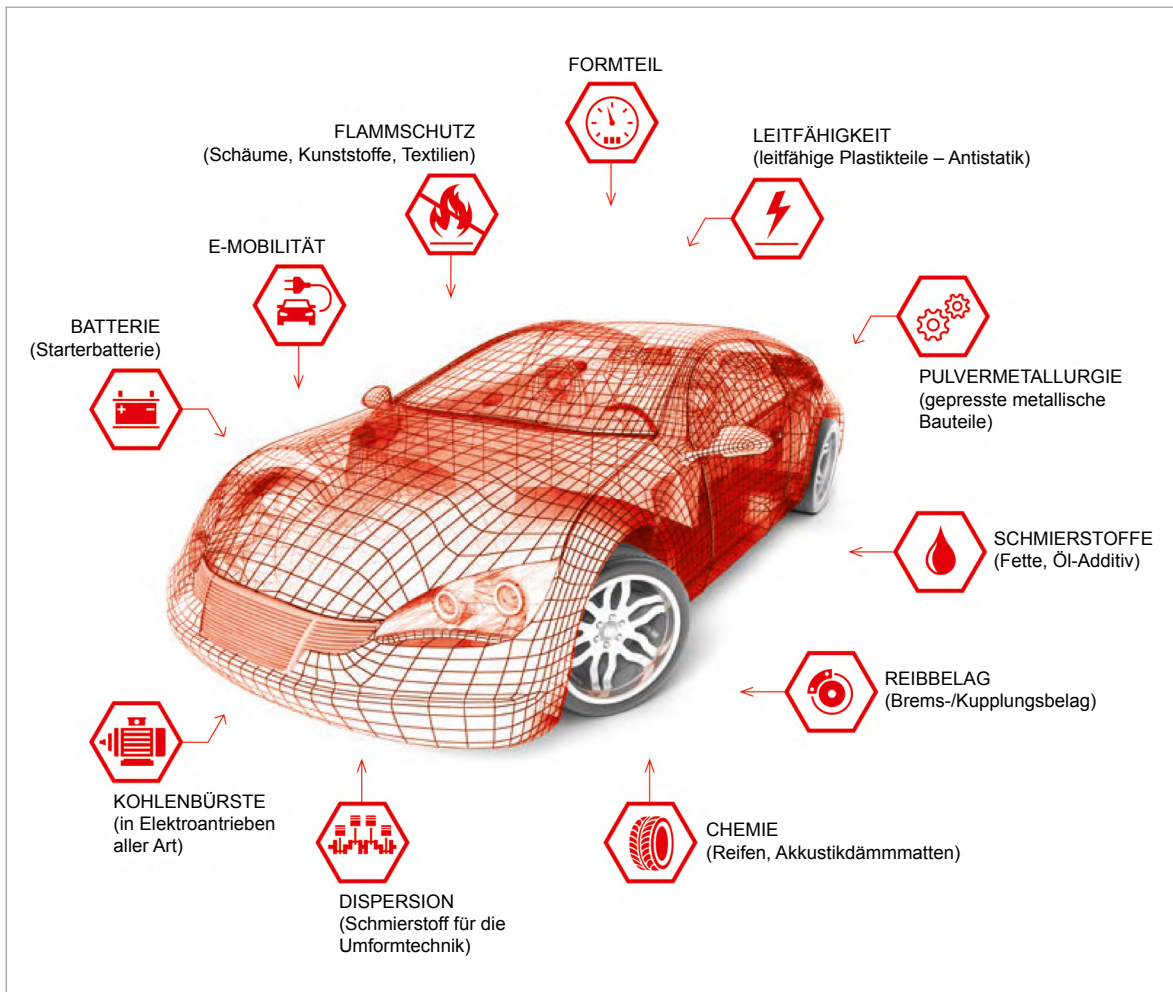 FORMTEIL
FLAMMSCHUTZ
(Schäume, Kunststoffe, Textilien)
LEITFÄHIGKEIT
(leitfähige Plastikteile – Antistatik)
E-MOBILITÄT
BATTERIE
(Starterbatterie)
PULVERMETALLURGIE
(gepresste metallische
Bauteile)
SCHMIERSTOFFE
(Fette, Öl-Additiv)
REIBBELAG
(Brems-/Kupplungsbelag)
KOHLENBÜRSTE
(in Elektroantrieben
aller Art)
CHEMIE
(Reifen, Akkustikdämmmatten)
DISPERSION
(Schmierstoff für die
Umformtechnik)